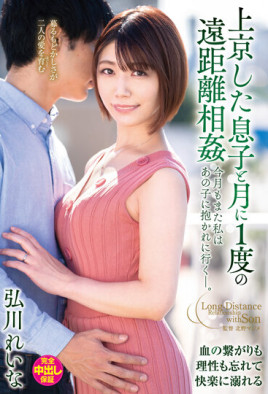 上京した息子と月に1度の
遠距離相姦
今月もまた私は
あの子に抱かれに行く―。
募るもどかしさが
二人の愛を育む
Long Distance
with Son
弘川れいな
完全
中出し
保証
血の繋がりも
理性も忘れて
快楽に溺れる